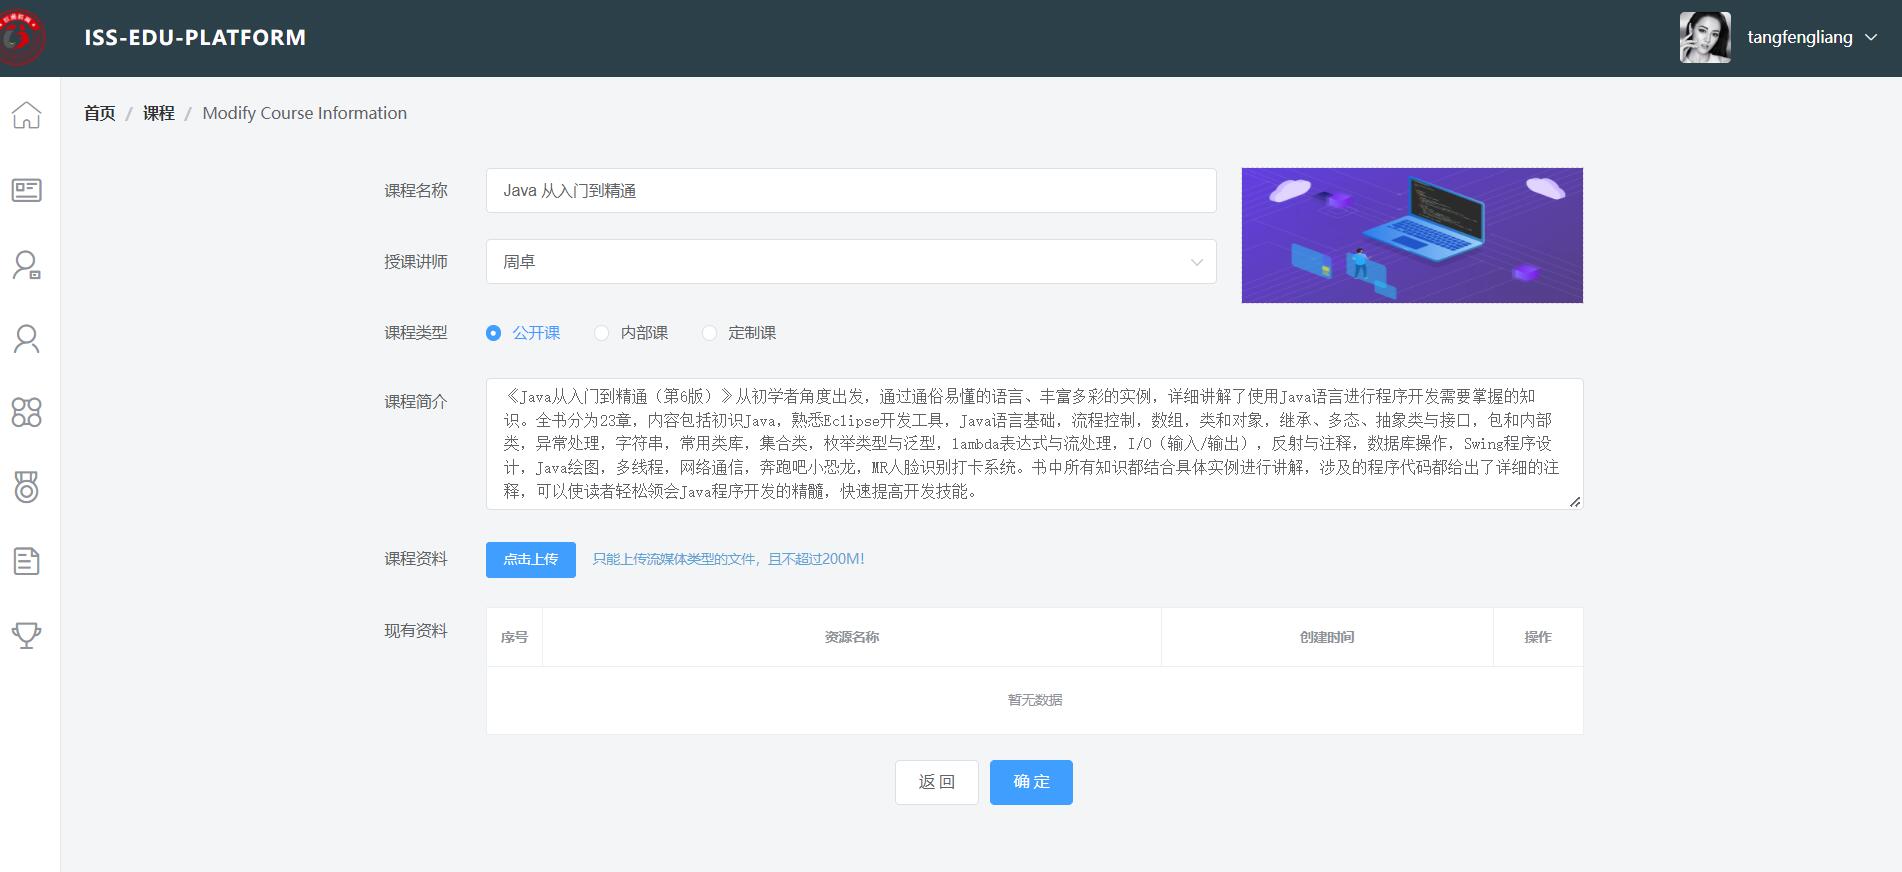 ISS-EDU-PLATFORM
tangfengliang
首页 / 课程 / Modify Course Information
课程名称
Java 从入门到精通
授课讲师
周卓
课程类型
公开课
内部课
定制课
课程简介
《Java从入门到精通（第6版）》从初学者角度出发，通过通俗易懂的语言、丰富多彩的实例，详细讲解了使用Java语言进行程序开发需要掌握的知
识。全书分为23章，内容包括初识Java，熟悉Eclipse开发工具，Java语言基础，流程控制，数组，类和对象，继承、多态、抽象类与接口，包和内部
类，异常处理，字符串，常用类库，集合类，枚举类型与泛型，lambda表达式与流处理，I/O（输入/输出），反射与注释，数据库操作，Swing程序设
计，Java绘图，多线程，网络通信，奔跑吧小恐龙，MR人脸识别打卡系统。书中所有知识都结合具体实例进行讲解，涉及的程序代码都给出了详细的注
释，可以使读者轻松领会Java程序开发的精髓，快速提高开发技能。
课程资料
点击上传
只能上传流媒体类型的文件，且不超过200M!
现有资料
序号
资源名称
创建时间
操作
暂无数据
返 回
确 定